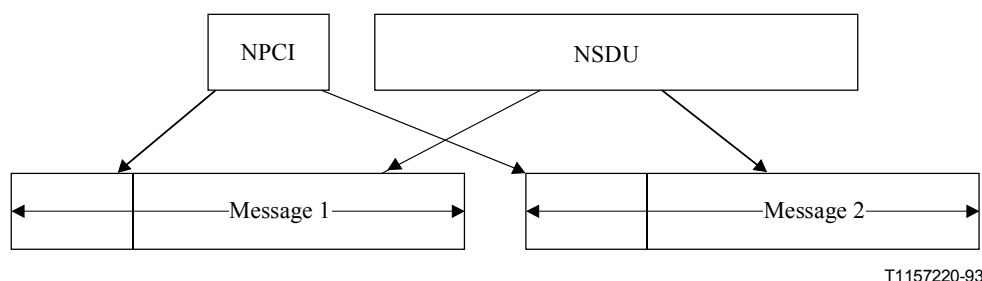 NPCI
NSDU
Message 1
Message 2
T1157220-93